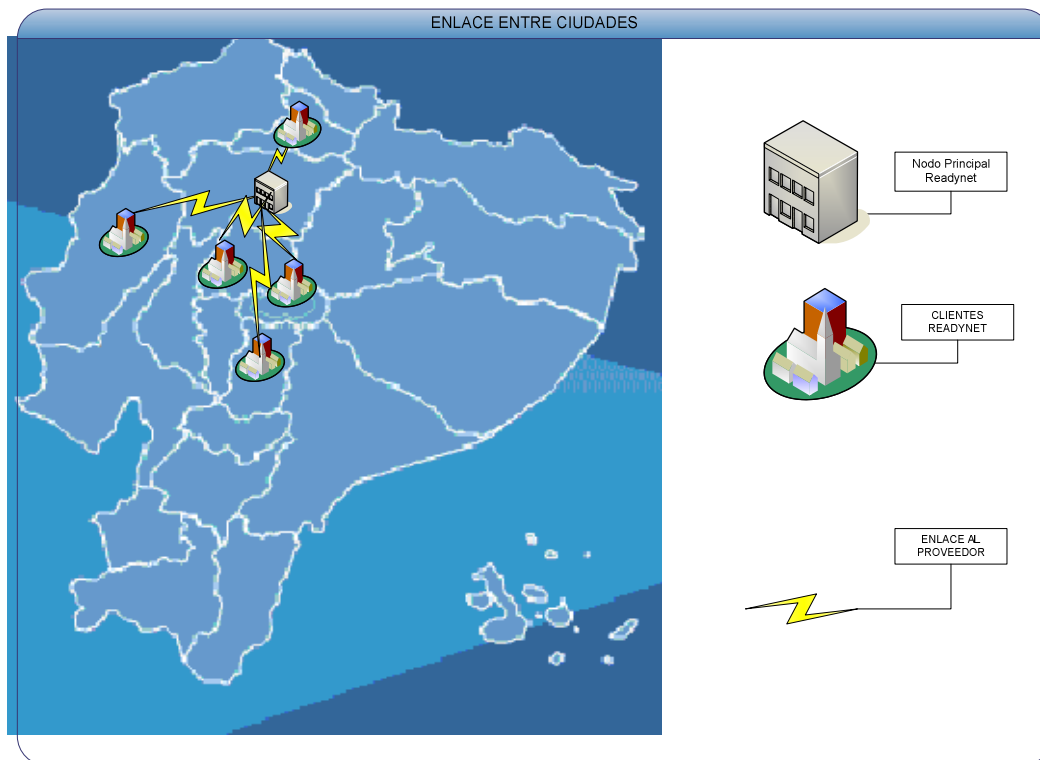 ENLACE ENTRE CIUDADES
Nodo Principal
Readynet
CLIENTES
READYNET
ENLACE AL
PROVEEDOR